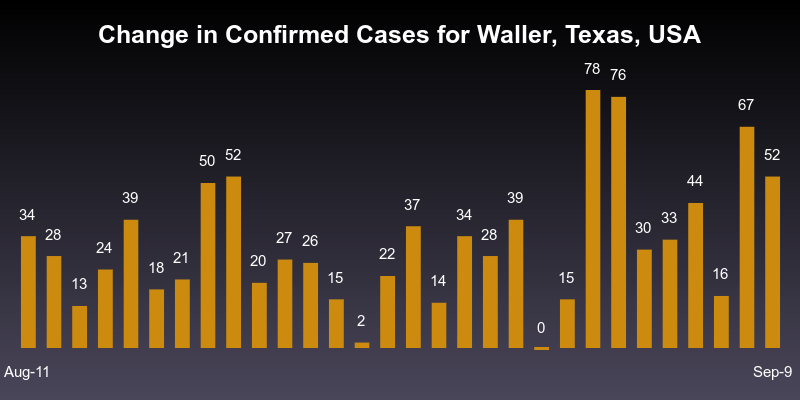 Change in Confirmed Cases for Waller, Texas, USA
34 28 13 24 39 18 21 50 52 20 27 26 15 2 22 37 14 34 28 39 0 15 78 76 30 33 44 16 67 52
Aug-11 Sep-9